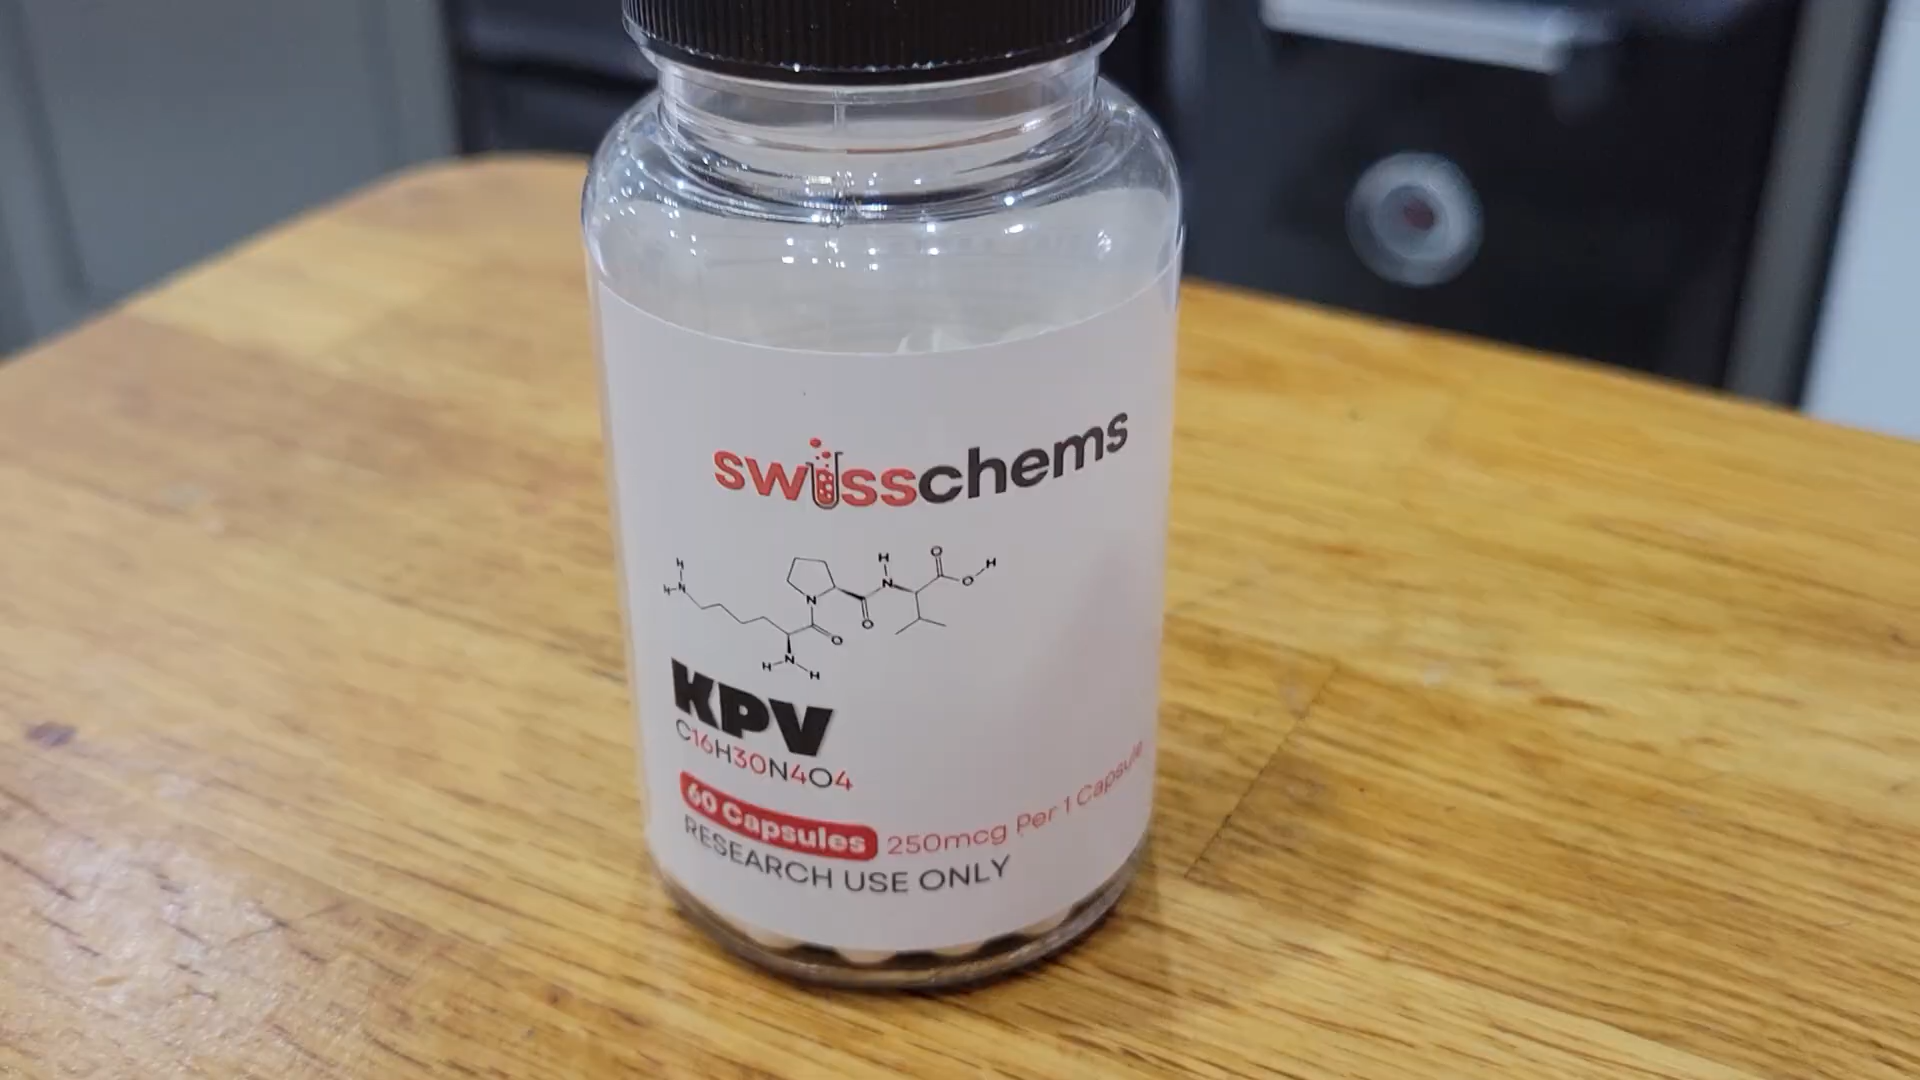 swisschems
H
H-N
N
O
N-H
H
O
H
N
O
O-H
KPV
C16H30N4O4
60 Capsules 250mcg Per 1 Capsule
RESEARCH USE ONLY